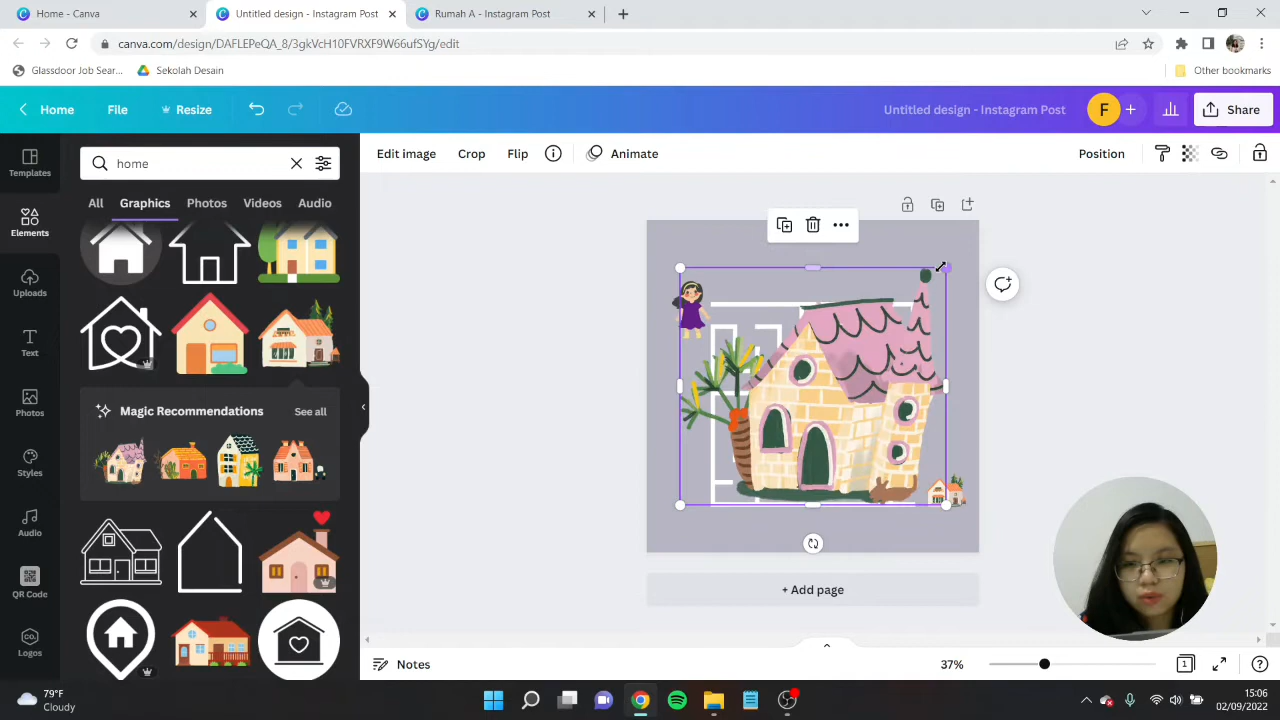 Home - Canva
Untitled design - Instagram Post
Rumah A - Instagram Post
canva.com/design/DAFLEPeQA_8/3gkVcH10FVRXF9W66ufSYg/edit
Glassdoor Job Sear...
Sekolah Desain
Other bookmarks
Home
File
Resize
Untitled design - Instagram Post
F
Share
Templates
Elements
Uploads
Text
Photos
Styles
Audio
QR Code
CO.
Logos
home
All
Graphics
Photos
Videos
Audio
Magic Recommendations
See all
Edit image
Crop
Flip
Animate
Position
+ Add page
Notes
37%
1
79°F
Cloudy
15:06
02/09/2022